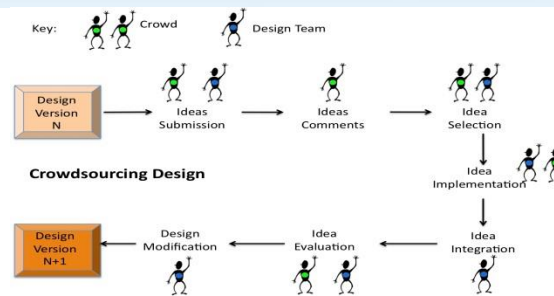 Key: Crowd Design Team
Design
Version
N
Ideas
Submission
Ideas
Comments
Idea
Selection
Crowdsourcing Design
Idea
Implementation
Design
Version
N+1
Design
Modification
Idea
Evaluation
Idea
Integration